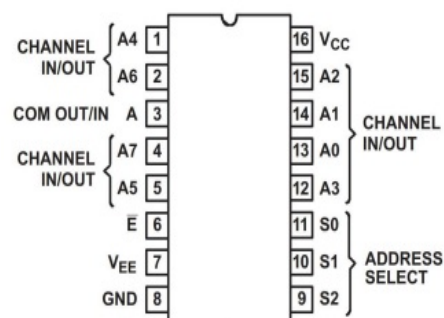 CHANNEL IN/OUT
A4 1
A6 2
COM OUT/IN A 3
CHANNEL IN/OUT
A7 4
A5 5
E̅ 6
VEE 7
GND 8
16 VCC
15 A2
14 A1
13 A0
12 A3
CHANNEL IN/OUT
11 S0
10 S1
9 S2
ADDRESS SELECT